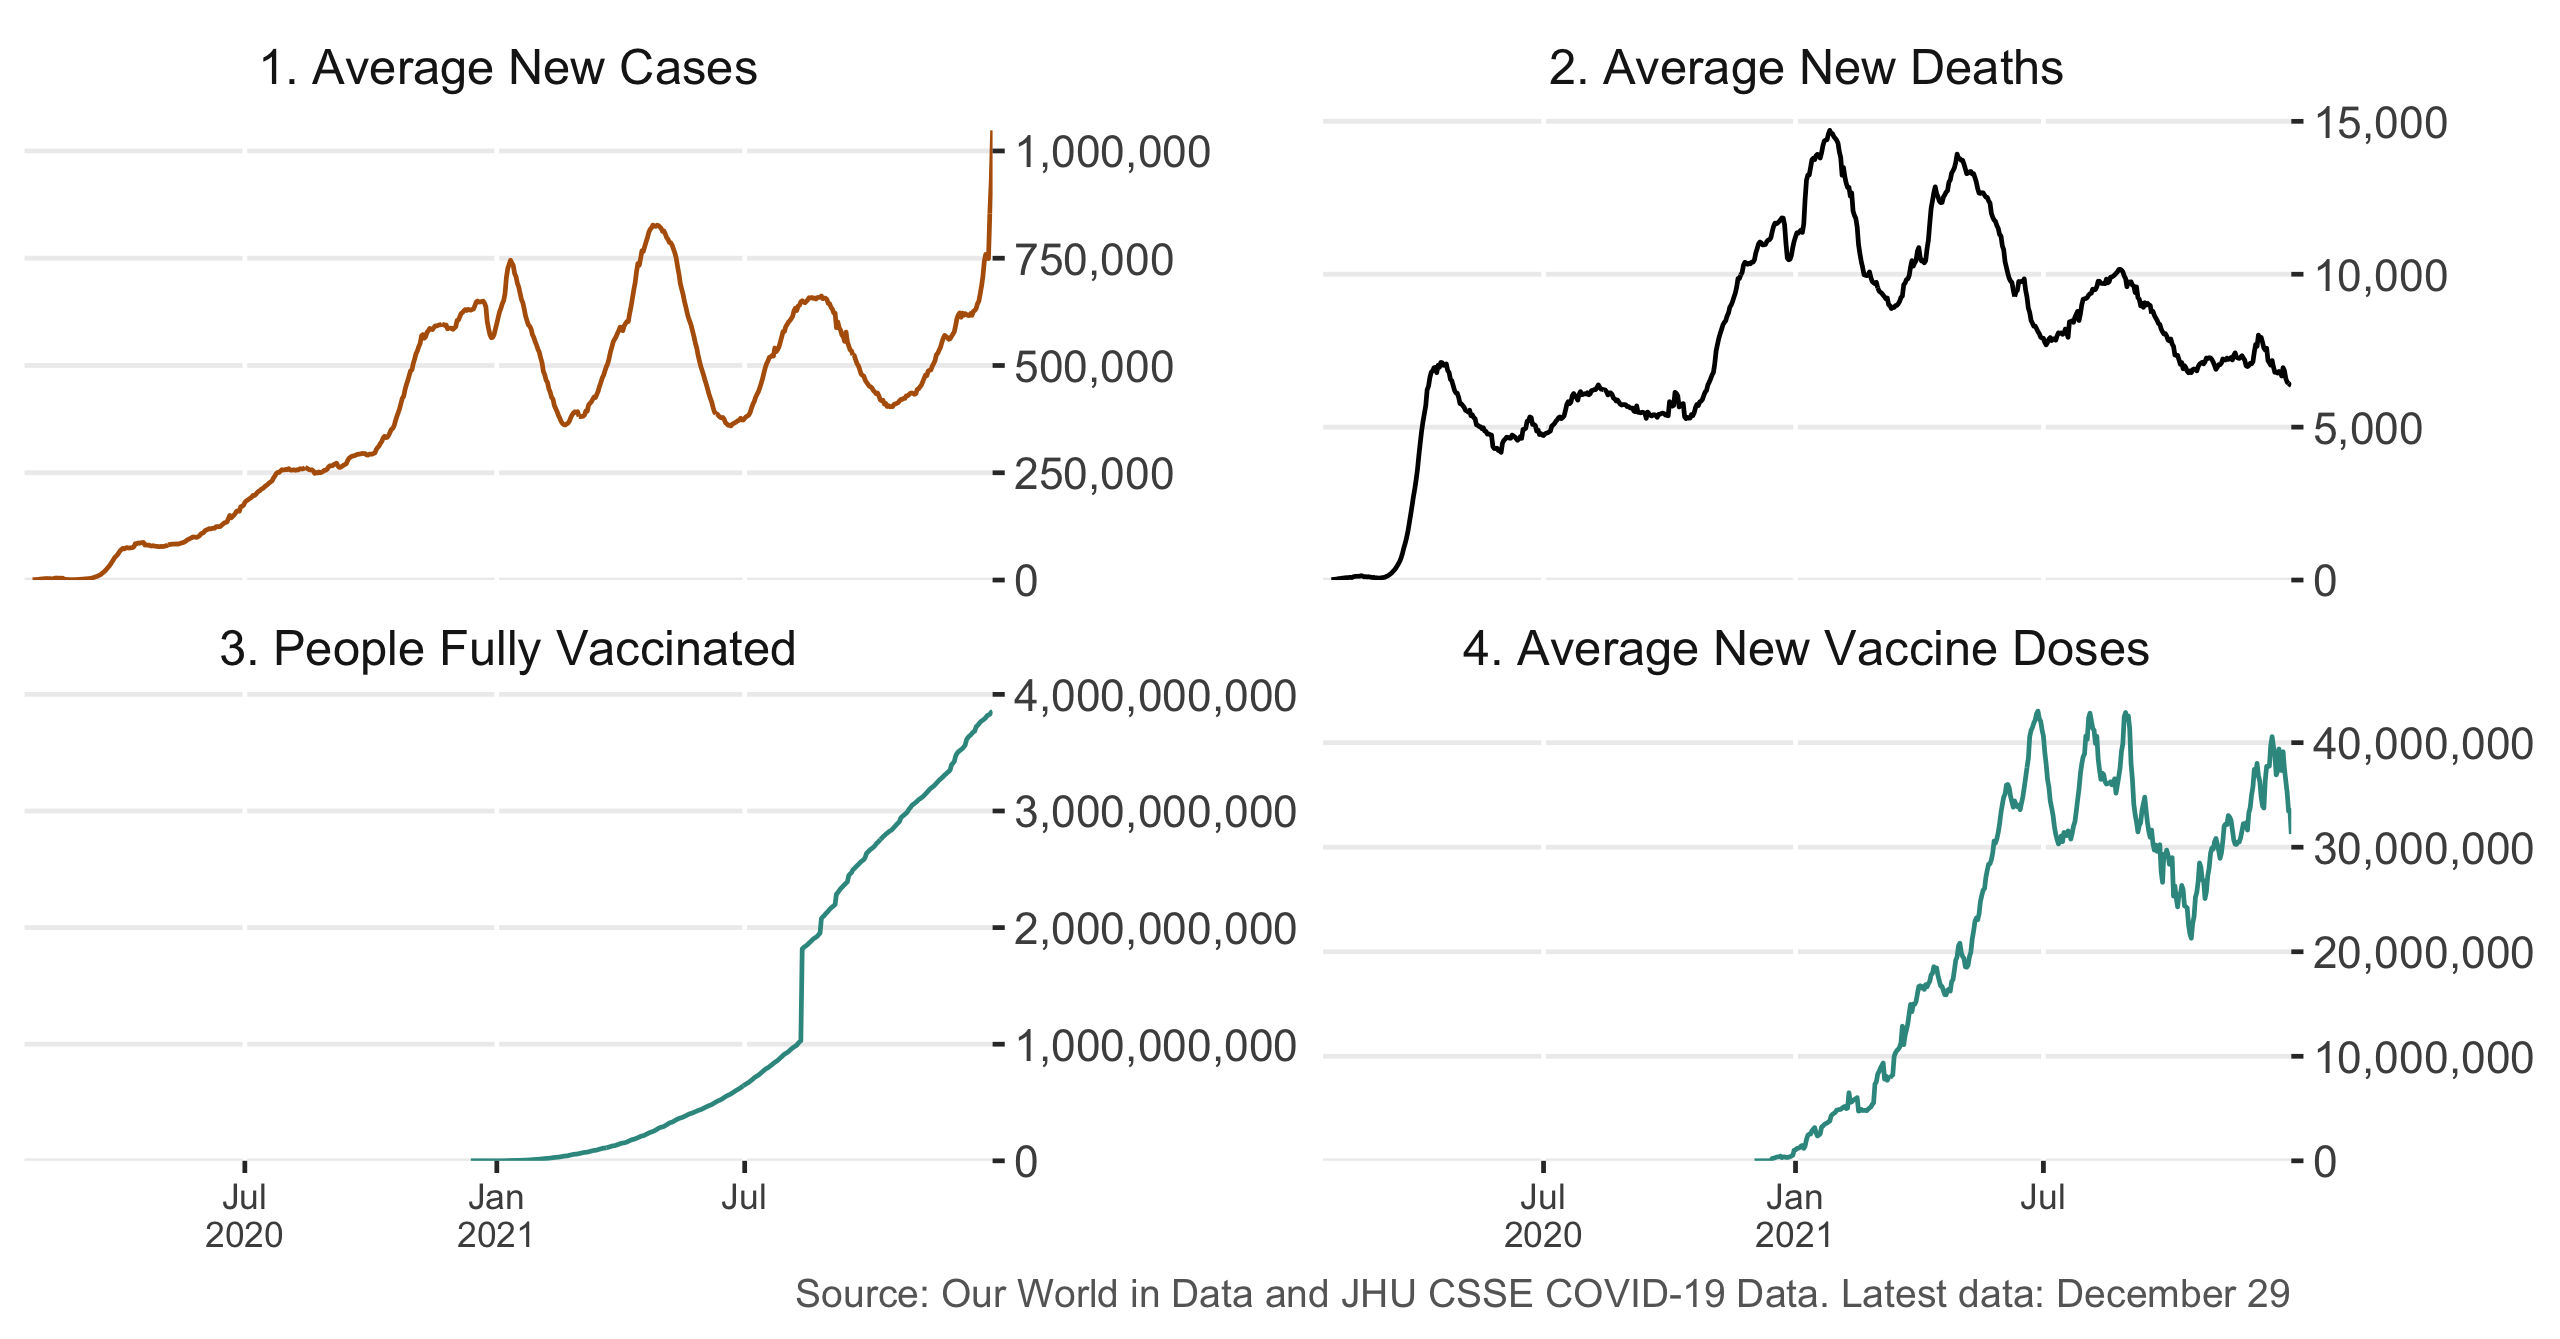 1. Average New Cases
1,000,000
750,000
500,000
250,000
0
2. Average New Deaths
15,000
10,000
5,000
0
3. People Fully Vaccinated
4,000,000,000
3,000,000,000
2,000,000,000
1,000,000,000
0
Jul
2020
Jan
2021
Jul
4. Average New Vaccine Doses
40,000,000
30,000,000
20,000,000
10,000,000
0
Jul
2020
Jan
2021
Jul
Source: Our World in Data and JHU CSSE COVID-19 Data. Latest data: December 29